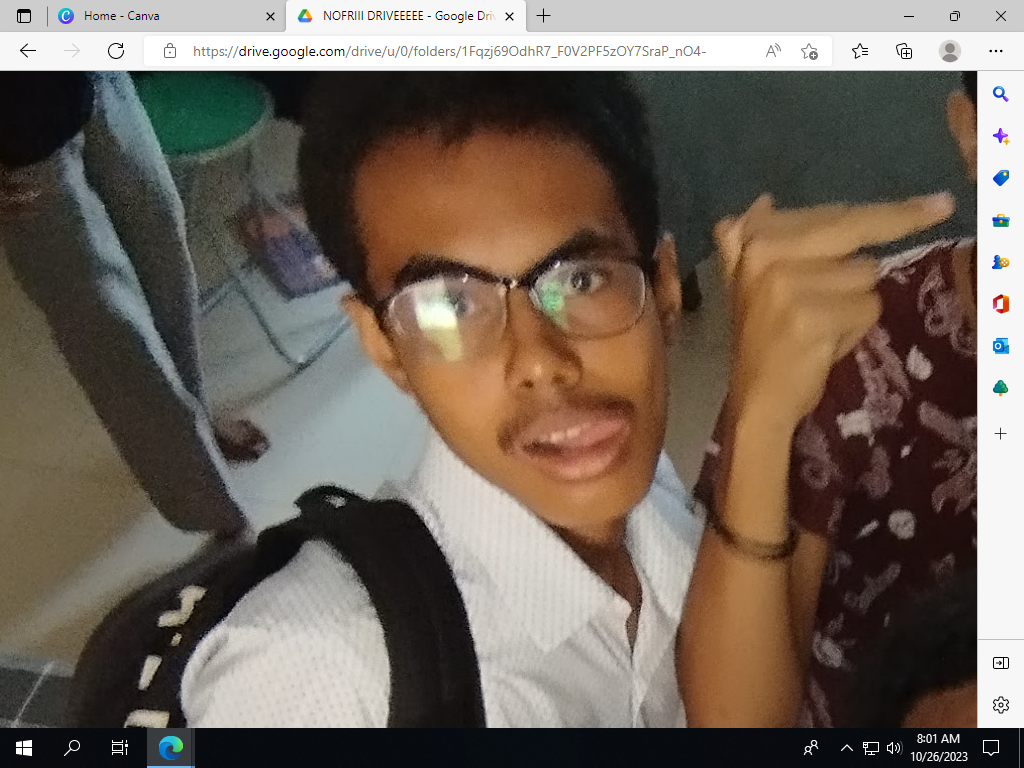 Home - Canva
NOFRIII DRIVEEEEE - Google Dri
https://drive.google.com/drive/u/0/folders/1Fqzj69OdhR7_F0V2PF5zOY7SraP_nO4-
8:01 AM
10/26/2023